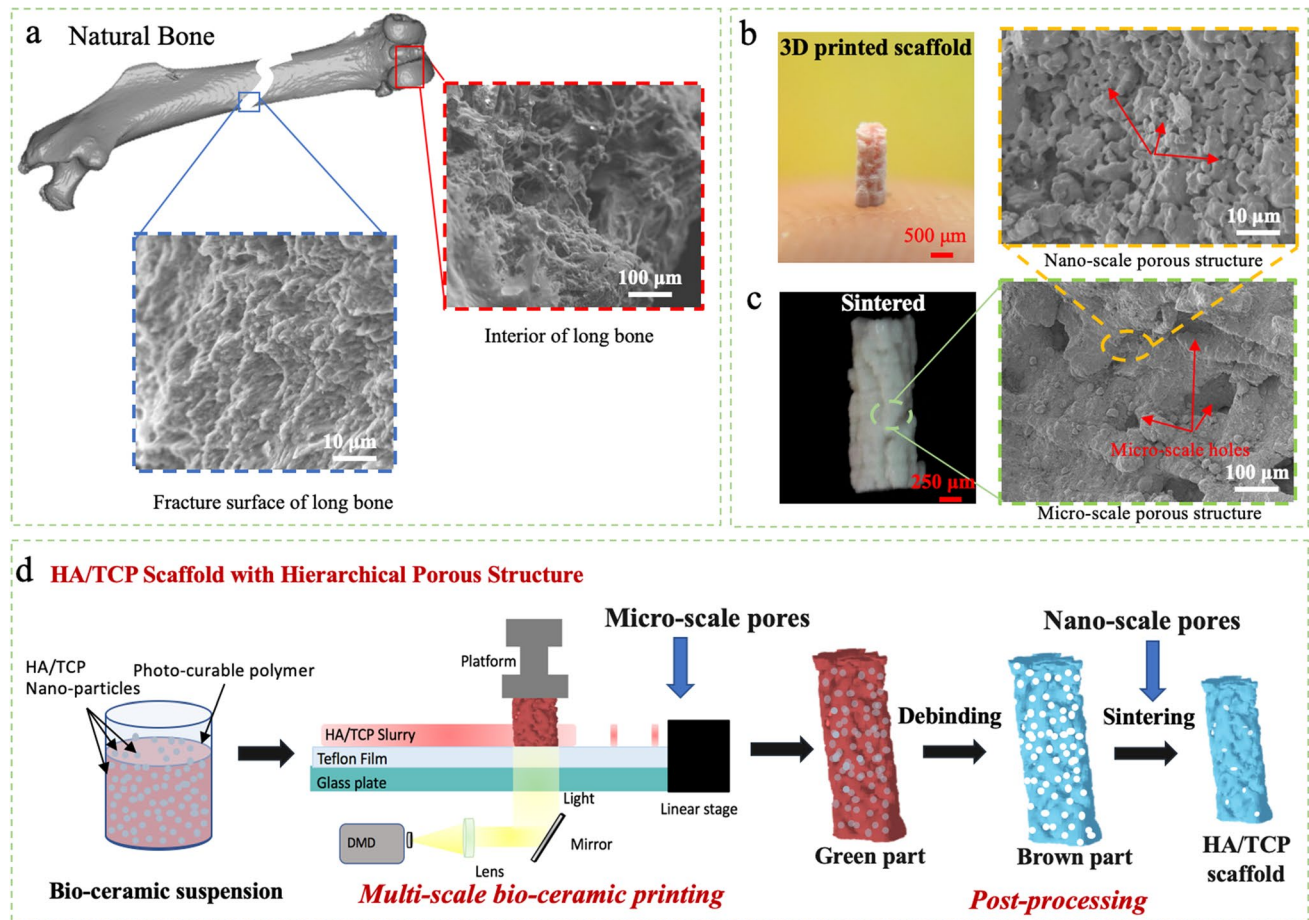 a
Natural Bone
100 μm
Interior of long bone
10 μm
Fracture surface of long bone
b
3D printed scaffold
500 μm
10 μm
Nano-scale porous structure
c
Sintered
250 μm
Micro-scale holes
100 μm
Micro-scale porous structure
d HA/TCP Scaffold with Hierarchical Porous Structure
HA/TCP
Nano-particles
Photo-curable polymer
Bio-ceramic suspension
Platform
Micro-scale pores
HA/TCP Slurry
Teflon Film
Glass plate
Light
Linear stage
DMD
Mirror
Lens
Multi-scale bio-ceramic printing
Green part
Debinding
Brown part
Nano-scale pores
Sintering
HA/TCP
scaffold
Post-processing